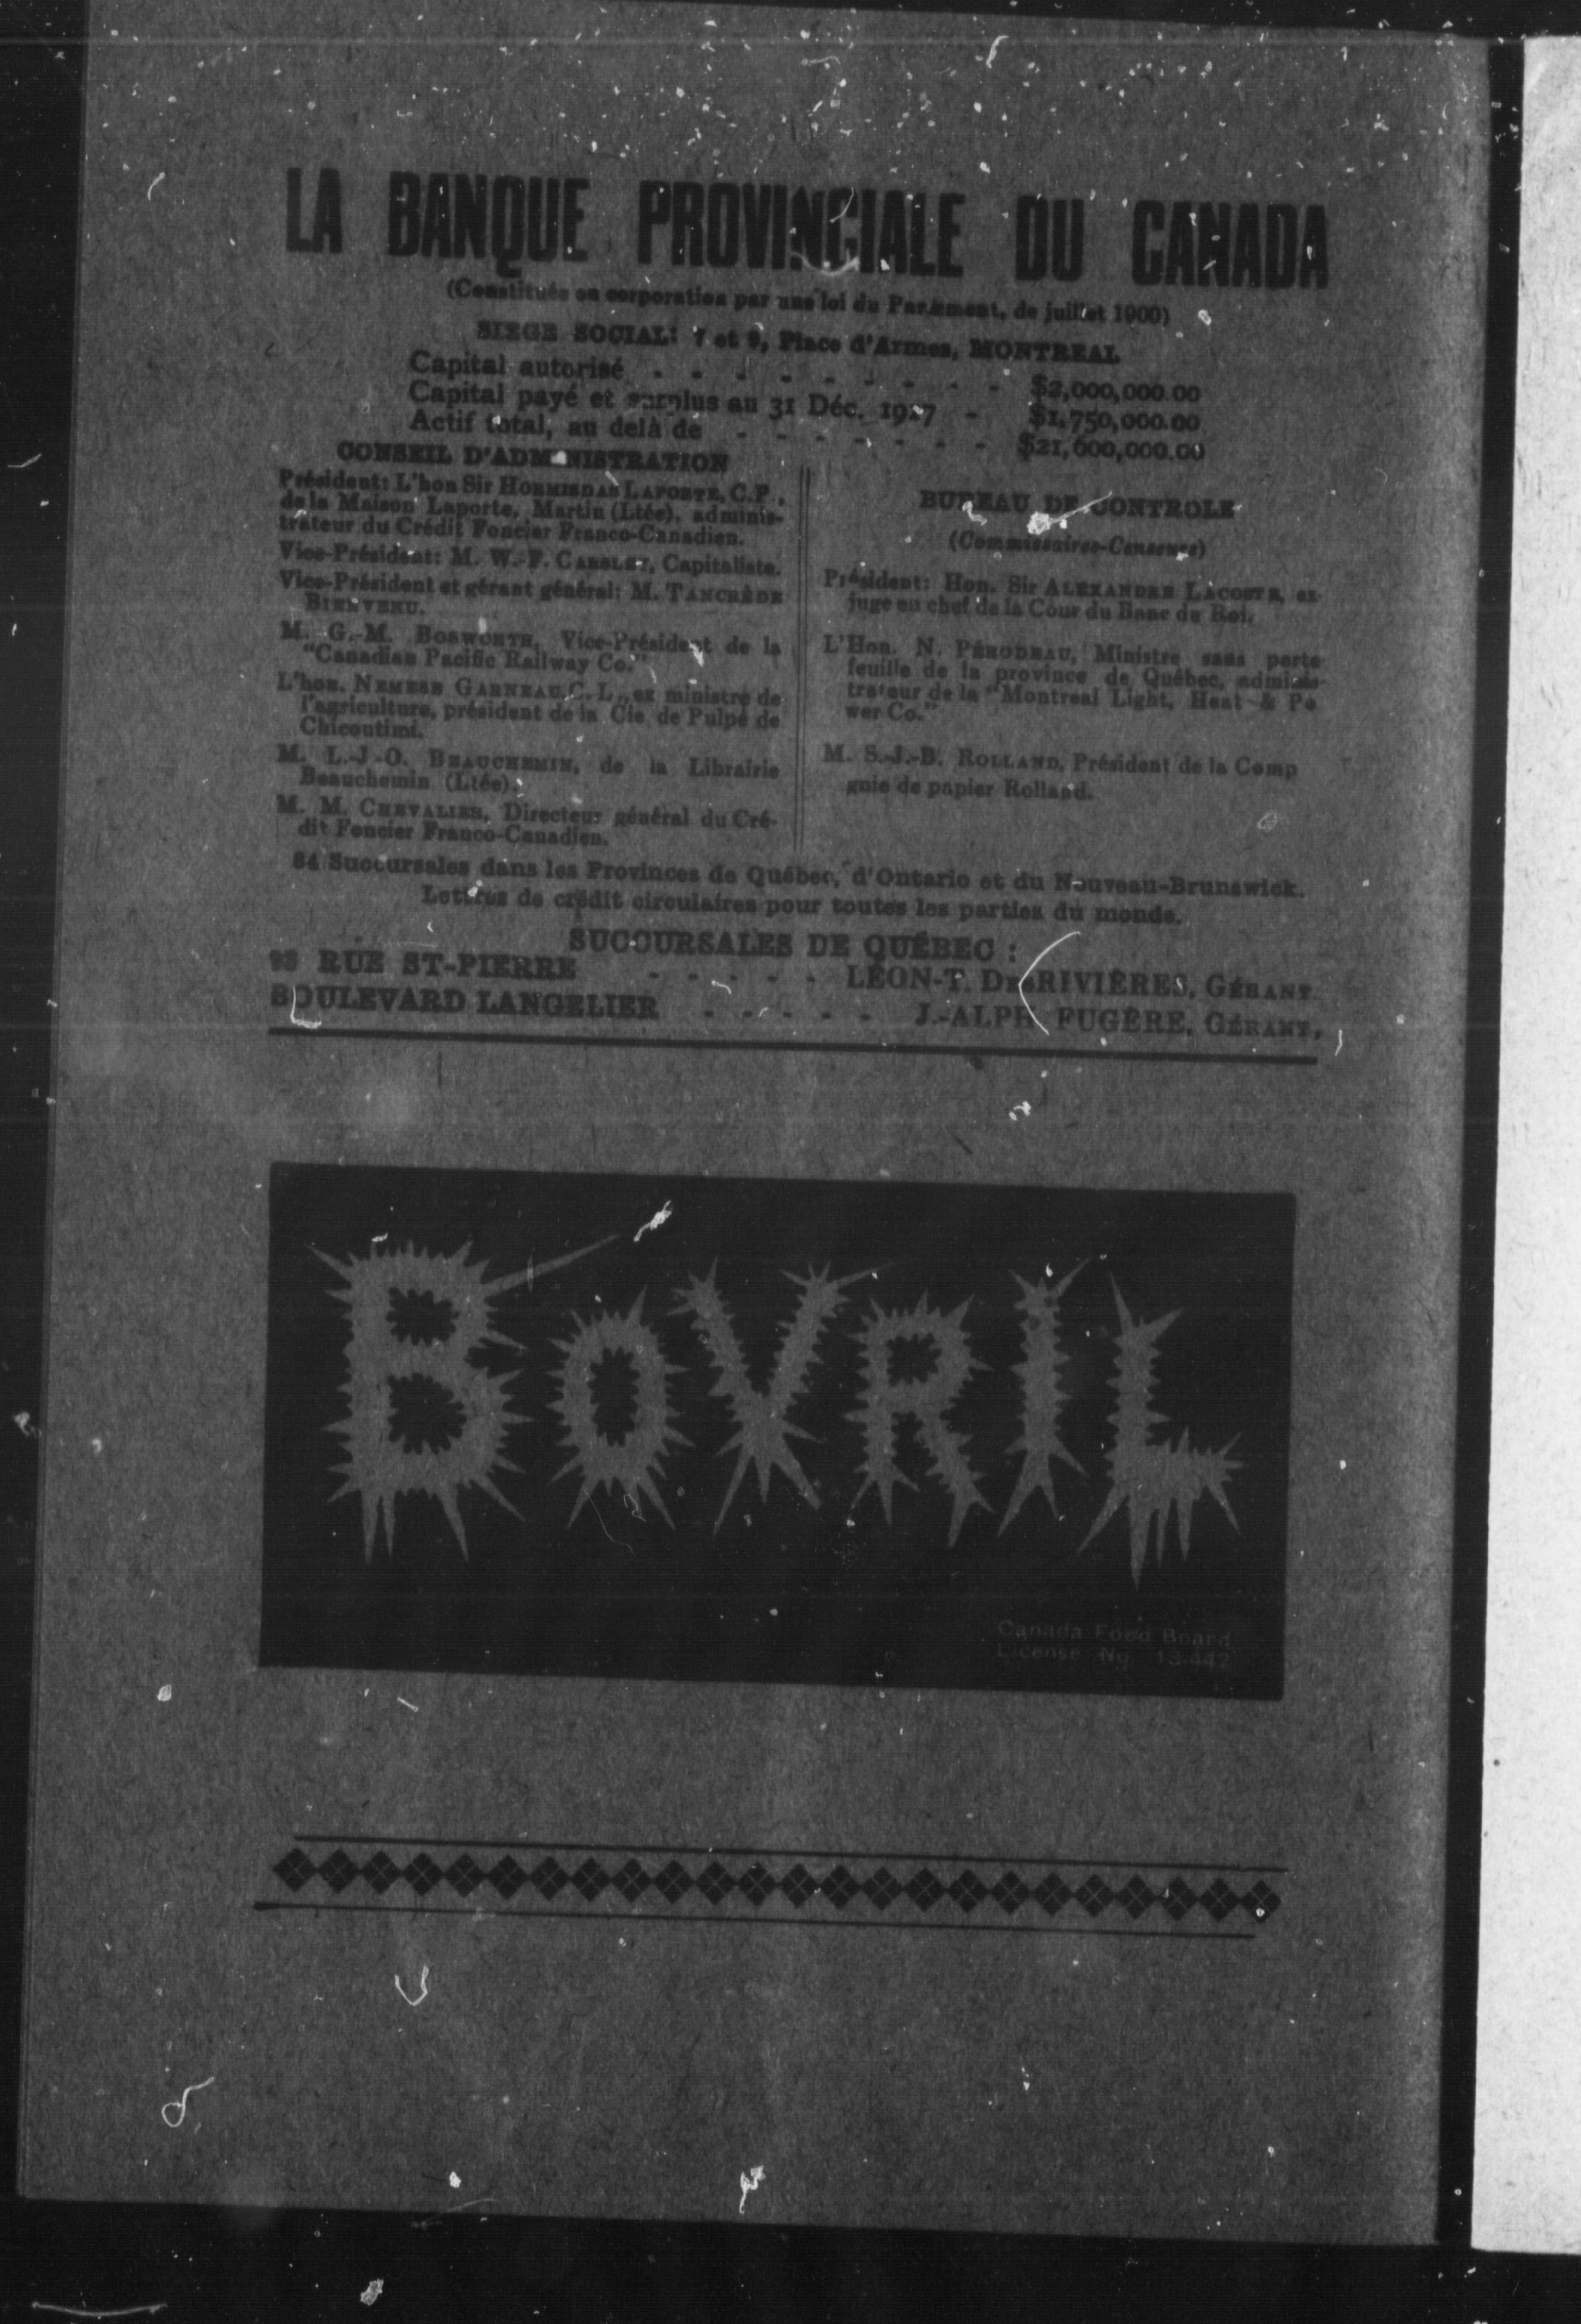 LA BANQUE PROVINCIALE DU CANADA
(Constituée en corporation par une loi du Parlement, de juillet 1900)
SIEGE SOCIAL: 7 et 9, Place d'Armes, MONTREAL
Capital autorisé - - - - - - - - - $2,000,000.00
Capital payé et surplus au 31 Déc. 1917 - $1,750,000.00
Actif total, au delà de - - - - - - - $21,600,000.00
CONSEIL D'ADMINISTRATION
Président: L'hon Sir HORMISDAS LAPORTE, C.P.,
de la Maison Laporte, Martin (Ltée), adminis-
trateur du Crédit Foncier Franco-Canadien.
Vice-Président: M. W.-F. CARSLEY, Capitaliste.
Vice-Président et gérant général: M. TANCRÈDE
BIENVENU.
M. G.-M. BOSWORTH, Vice-Président de la
"Canadian Pacific Railway Co."
L'hon. NEMESE GARNEAU, C. L., ex ministre de
l'agriculture, président de la Cie de Pulpe de
Chicoutimi.
M. L.-J-O. BEAUCHEMIN, de la Librairie
Beauchemin (Ltée).
M. M. CHEVALIER, Directeur général du Cré-
dit Foncier Franco-Canadien.
BUREAU DE CONTROLE
(Commissaires-Censeurs)
Président: Hon. Sir ALEXANDRE LACOSTE, ex-
juge en chef de la Cour du Banc du Roi.
L'Hon. N. PÉRODEAU, Ministre sans porte
feuille de la province de Québec, adminis-
trateur de la "Montreal Light, Heat & Po
wer Co."
M. S.-J.-B. ROLLAND, Président de la Comp
gnie de papier Rolland.
84 Succursales dans les Provinces de Québec, d'Ontario et du Nouveau-Brunswick.
Lettres de crédit circulaires pour toutes les parties du monde.
SUCCURSALES DE QUÉBEC :
RUE ST-PIERRE - - - - - LÉON-T. DESRIVIÈRES, GÉRANT.
BOULEVARD LANGELIER - - - - - J.-ALPH FUGÈRE, GÉRANT.
BOVRIL
Canada Food Board
License No 13-442